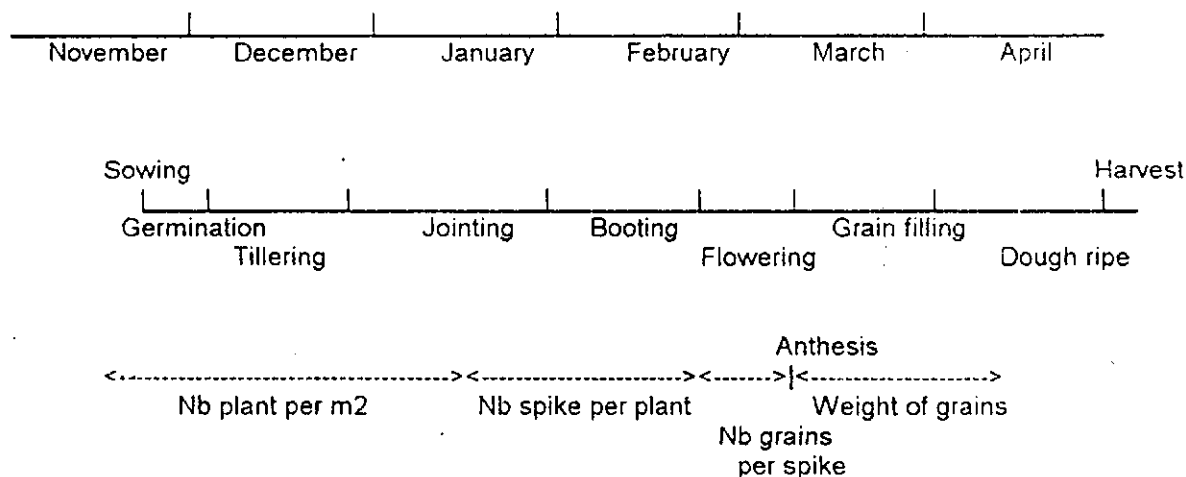 November December January February March April
Sowing Harvest
Germination Jointing Booting Grain filling
Tillering Flowering Dough ripe
Anthesis
Nb plant per m2 Nb spike per plant Weight of grains
Nb grains
per spike